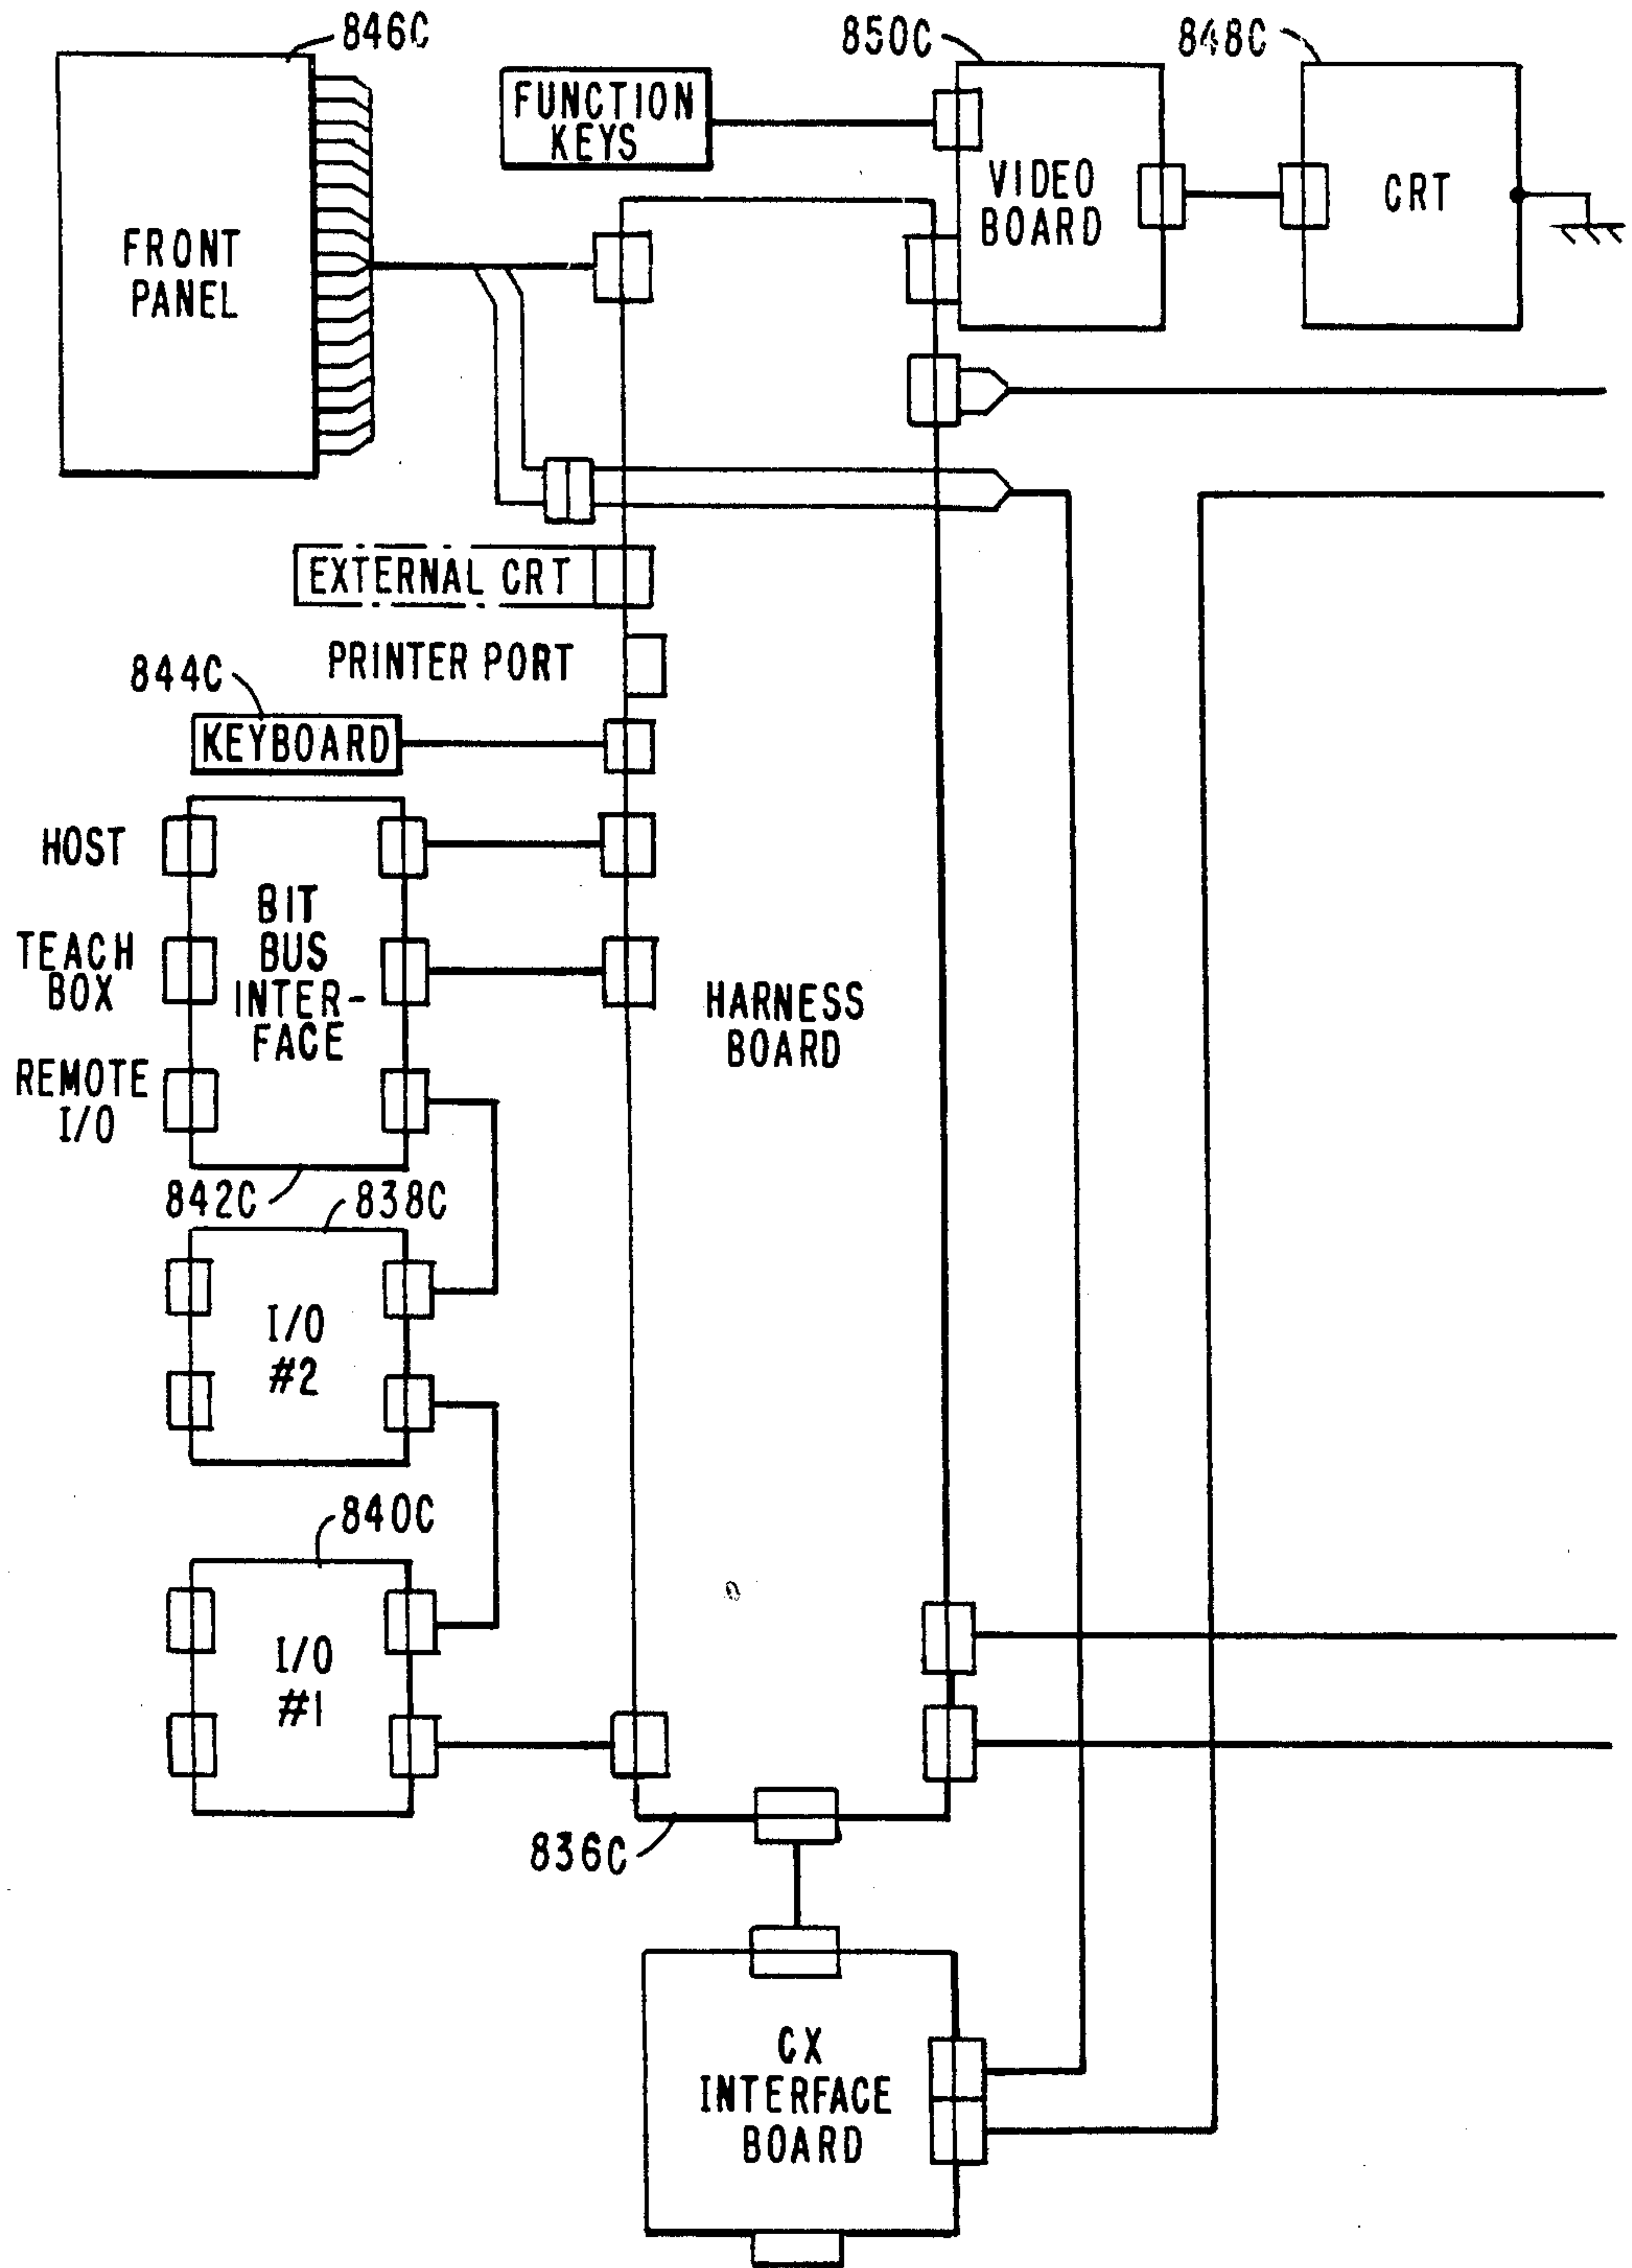 846C
850C
848C
FUNCTION
KEYS
VIDEO
BOARD
CRT
FRONT
PANEL
EXTERNAL CRT
PRINTER PORT
844C
KEYBOARD
HOST
TEACH
BOX
REMOTE
I/O
BIT
BUS
INTER-
FACE
HARNESS
BOARD
842C
838C
I/O
#2
840C
I/O
#1
836C
CX
INTERFACE
BOARD